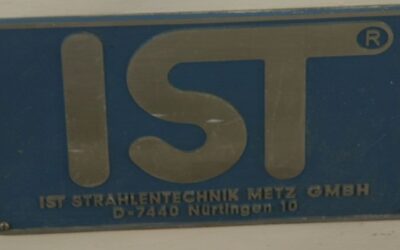 IST®
IST STRAHLENTECHNIK METZ GMBH
D-7440 Nürtingen 10